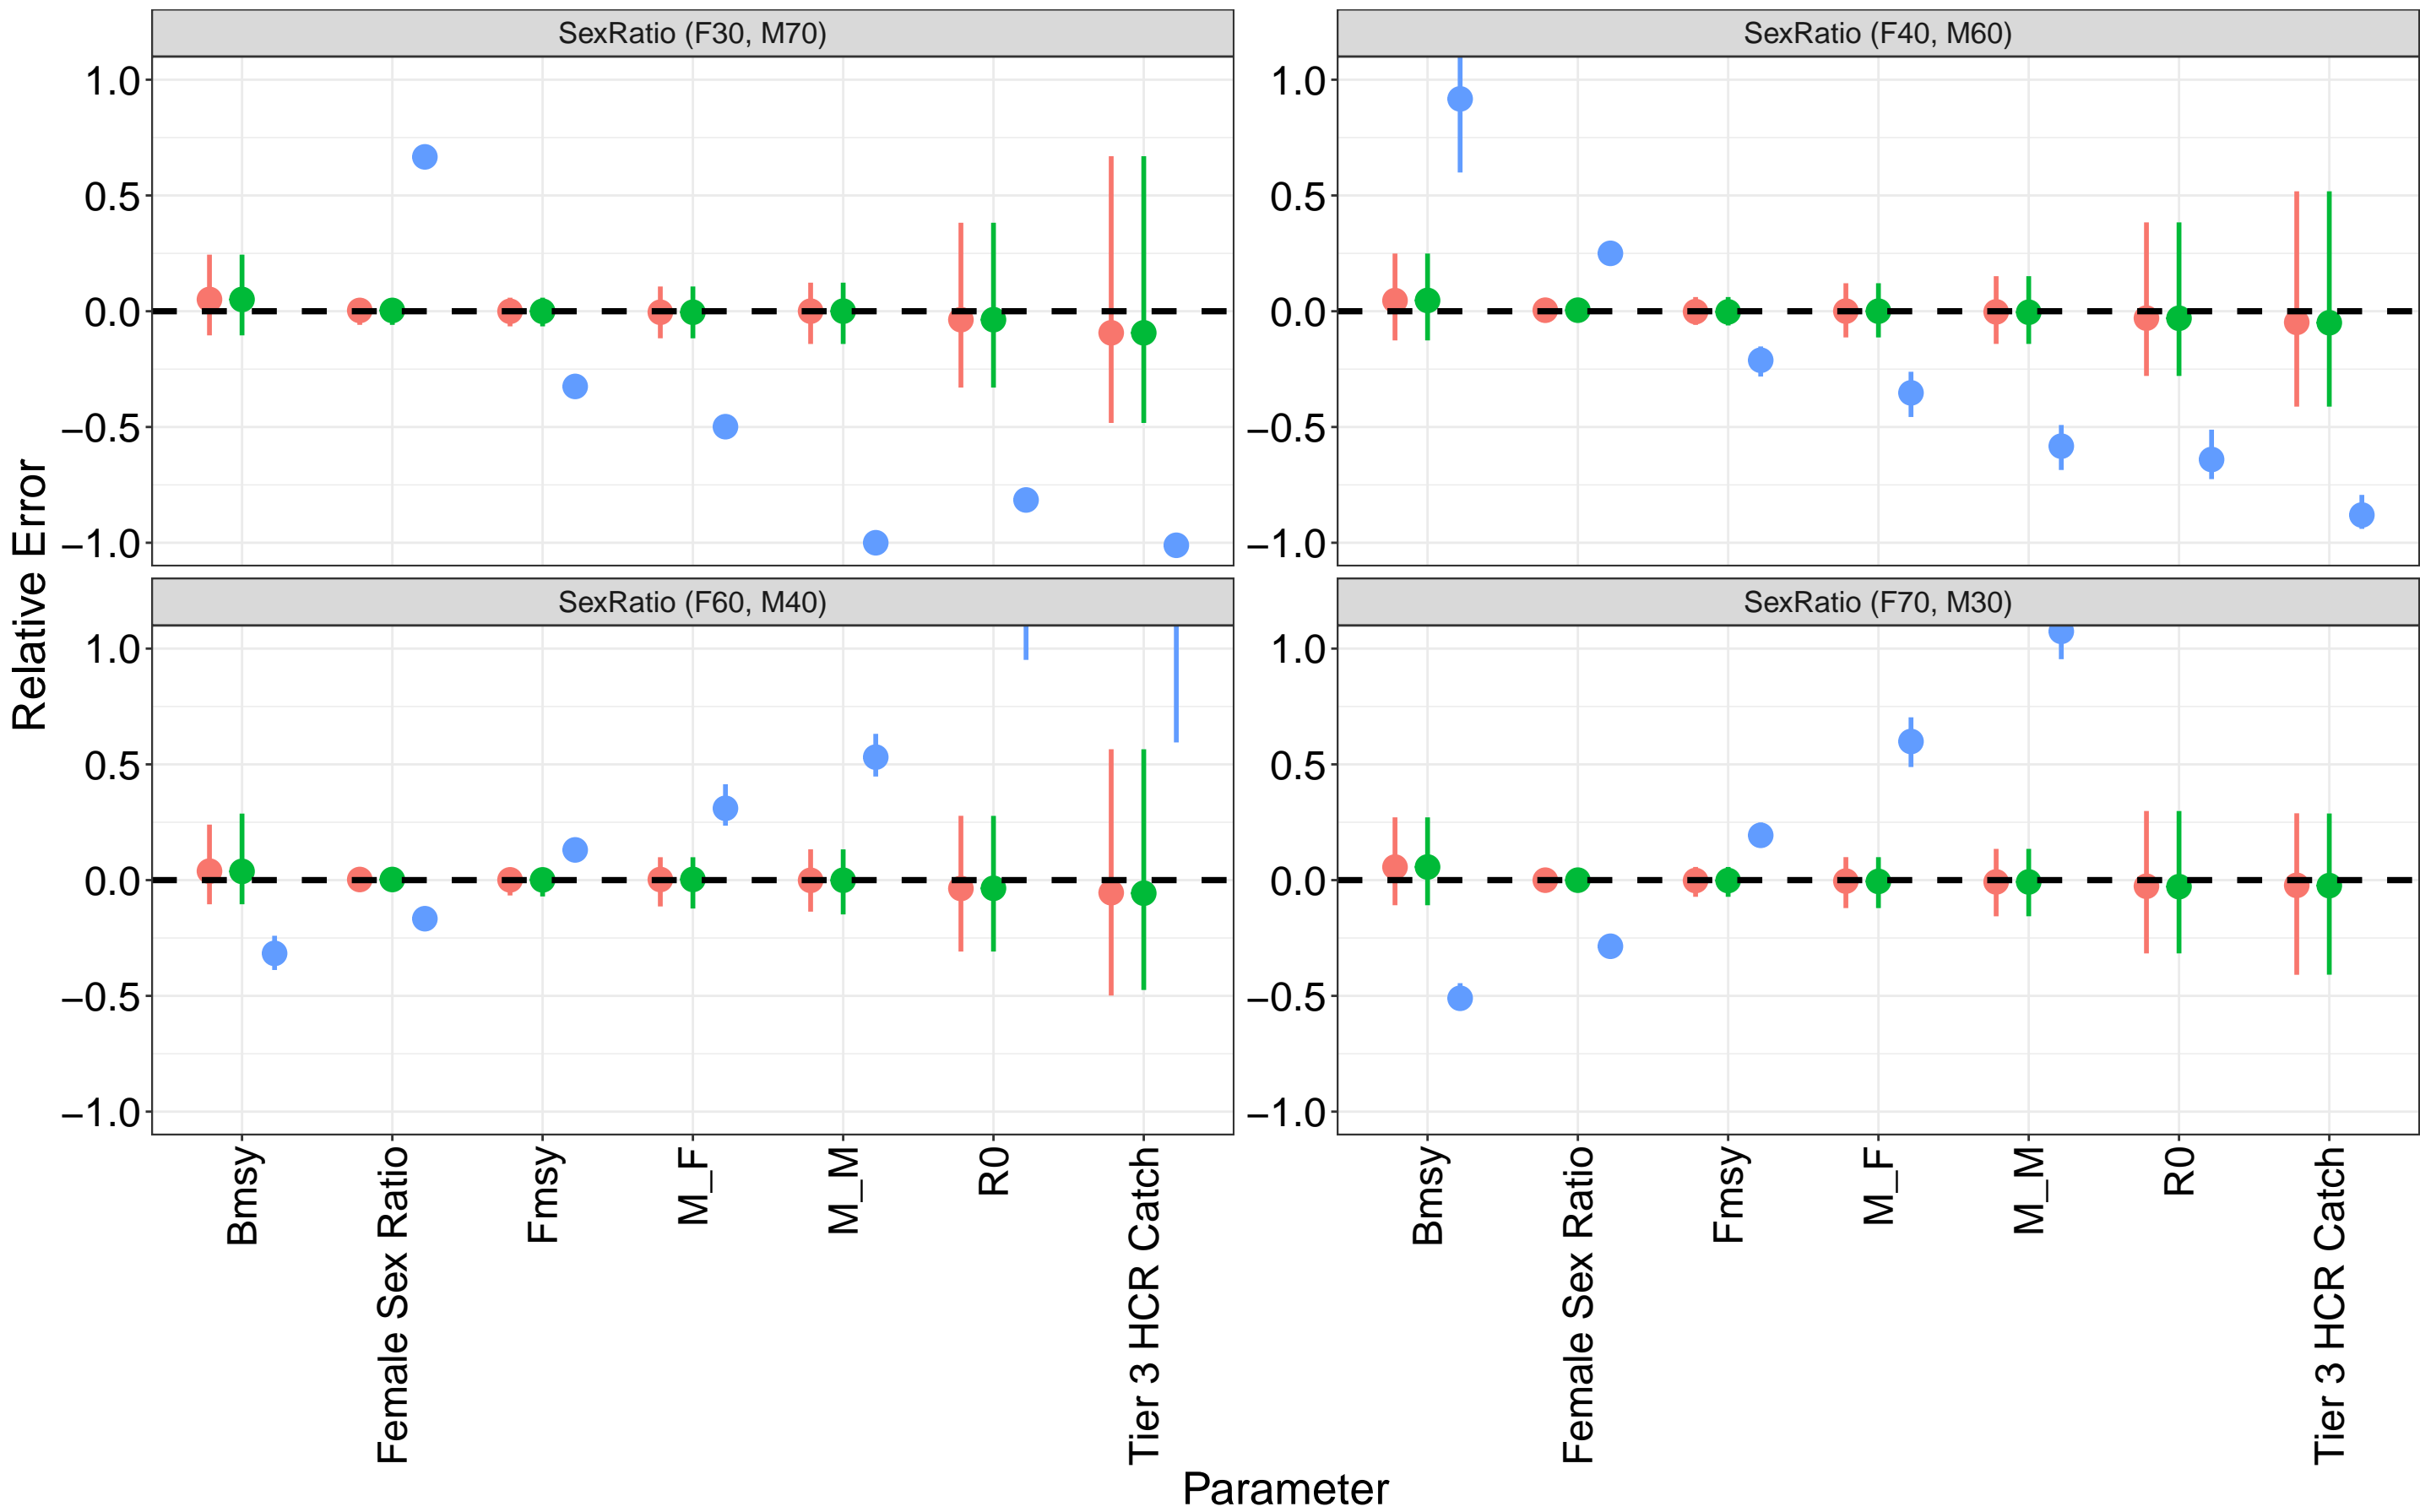 SexRatio (F30, M70)
SexRatio (F40, M60)
1.0
0.5
0.0
−0.5
−1.0
1.0
0.5
0.0
−0.5
−1.0
SexRatio (F60, M40)
SexRatio (F70, M30)
1.0
0.5
0.0
−0.5
−1.0
1.0
0.5
0.0
−0.5
−1.0
Relative Error
Bmsy
Female Sex Ratio
Fmsy
M_F
M_M
R0
Tier 3 HCR Catch
Bmsy
Female Sex Ratio
Fmsy
M_F
M_M
R0
Tier 3 HCR Catch
Parameter